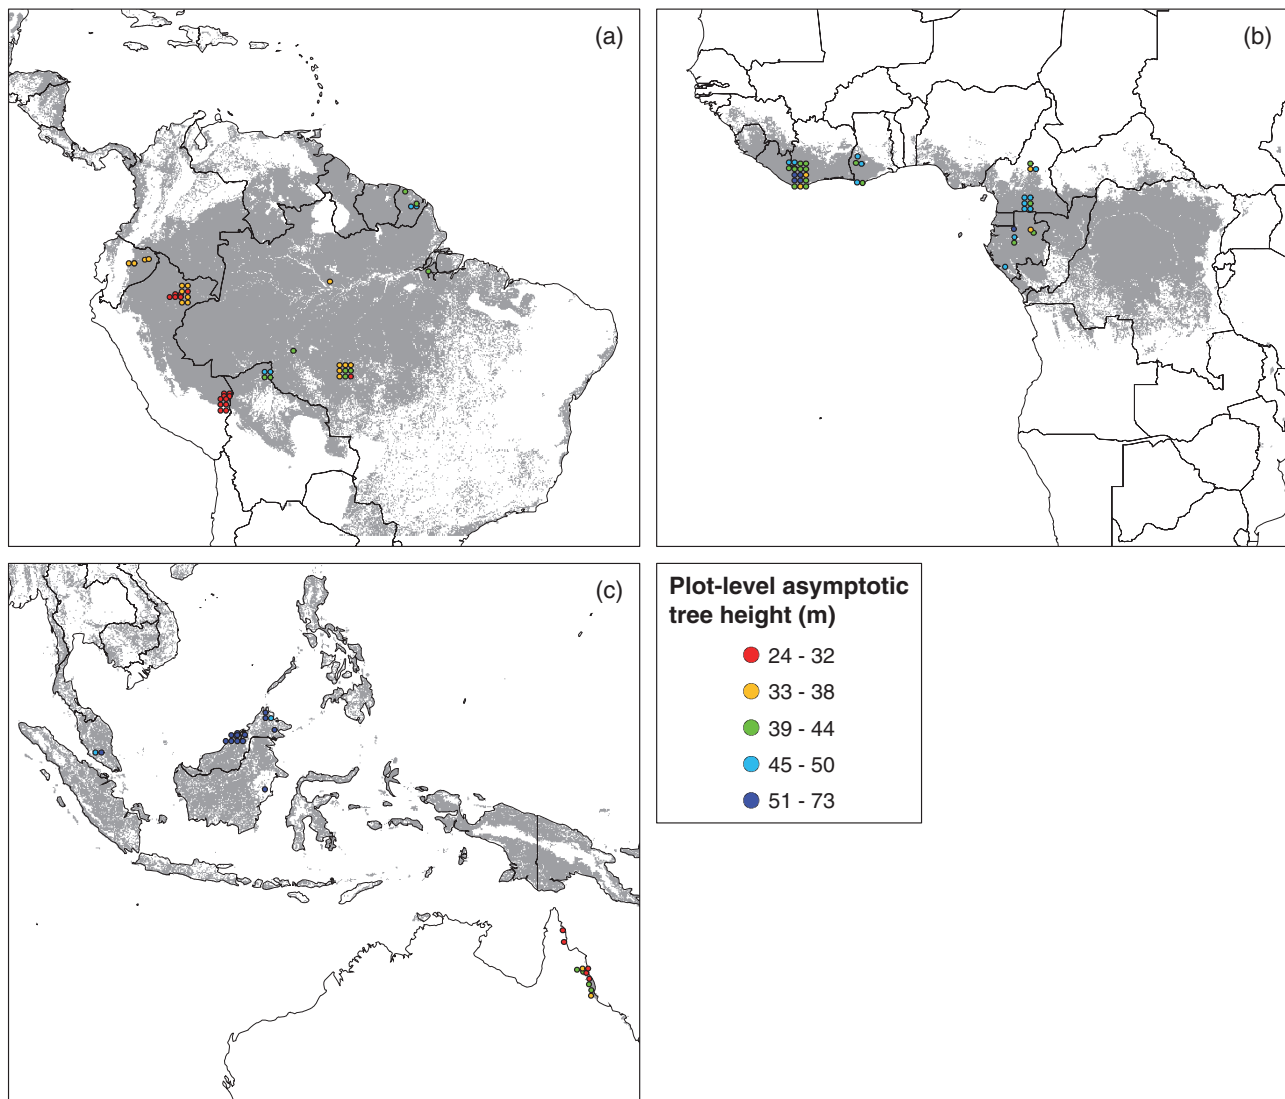 (a)
(b)
(c)
Plot-level asymptotic
tree height (m)
24 - 32
33 - 38
39 - 44
45 - 50
51 - 73